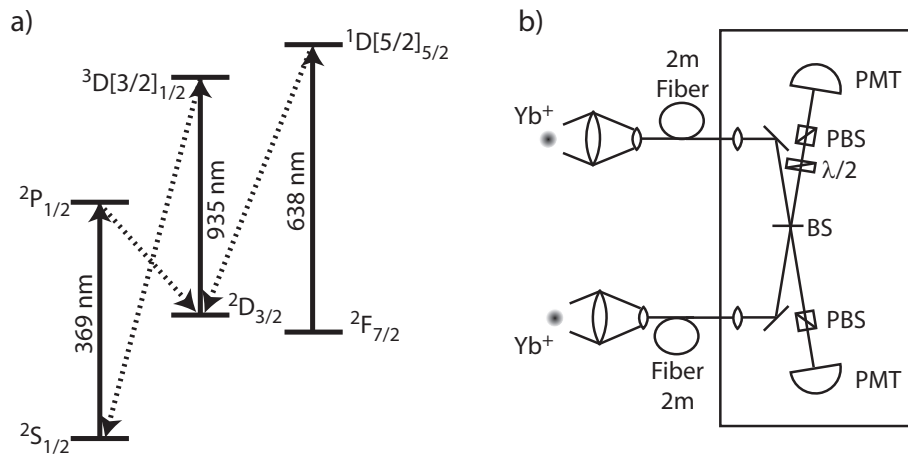 a)
¹D[5/2]₅/₂
³D[3/2]₁/₂
²P₁/₂
935 nm
638 nm
369 nm
²D₃/₂
²F₇/₂
²S₁/₂
b)
2m
Fiber
PMT
Yb⁺
PBS
λ/2
BS
PBS
Yb⁺
Fiber
2m
PMT